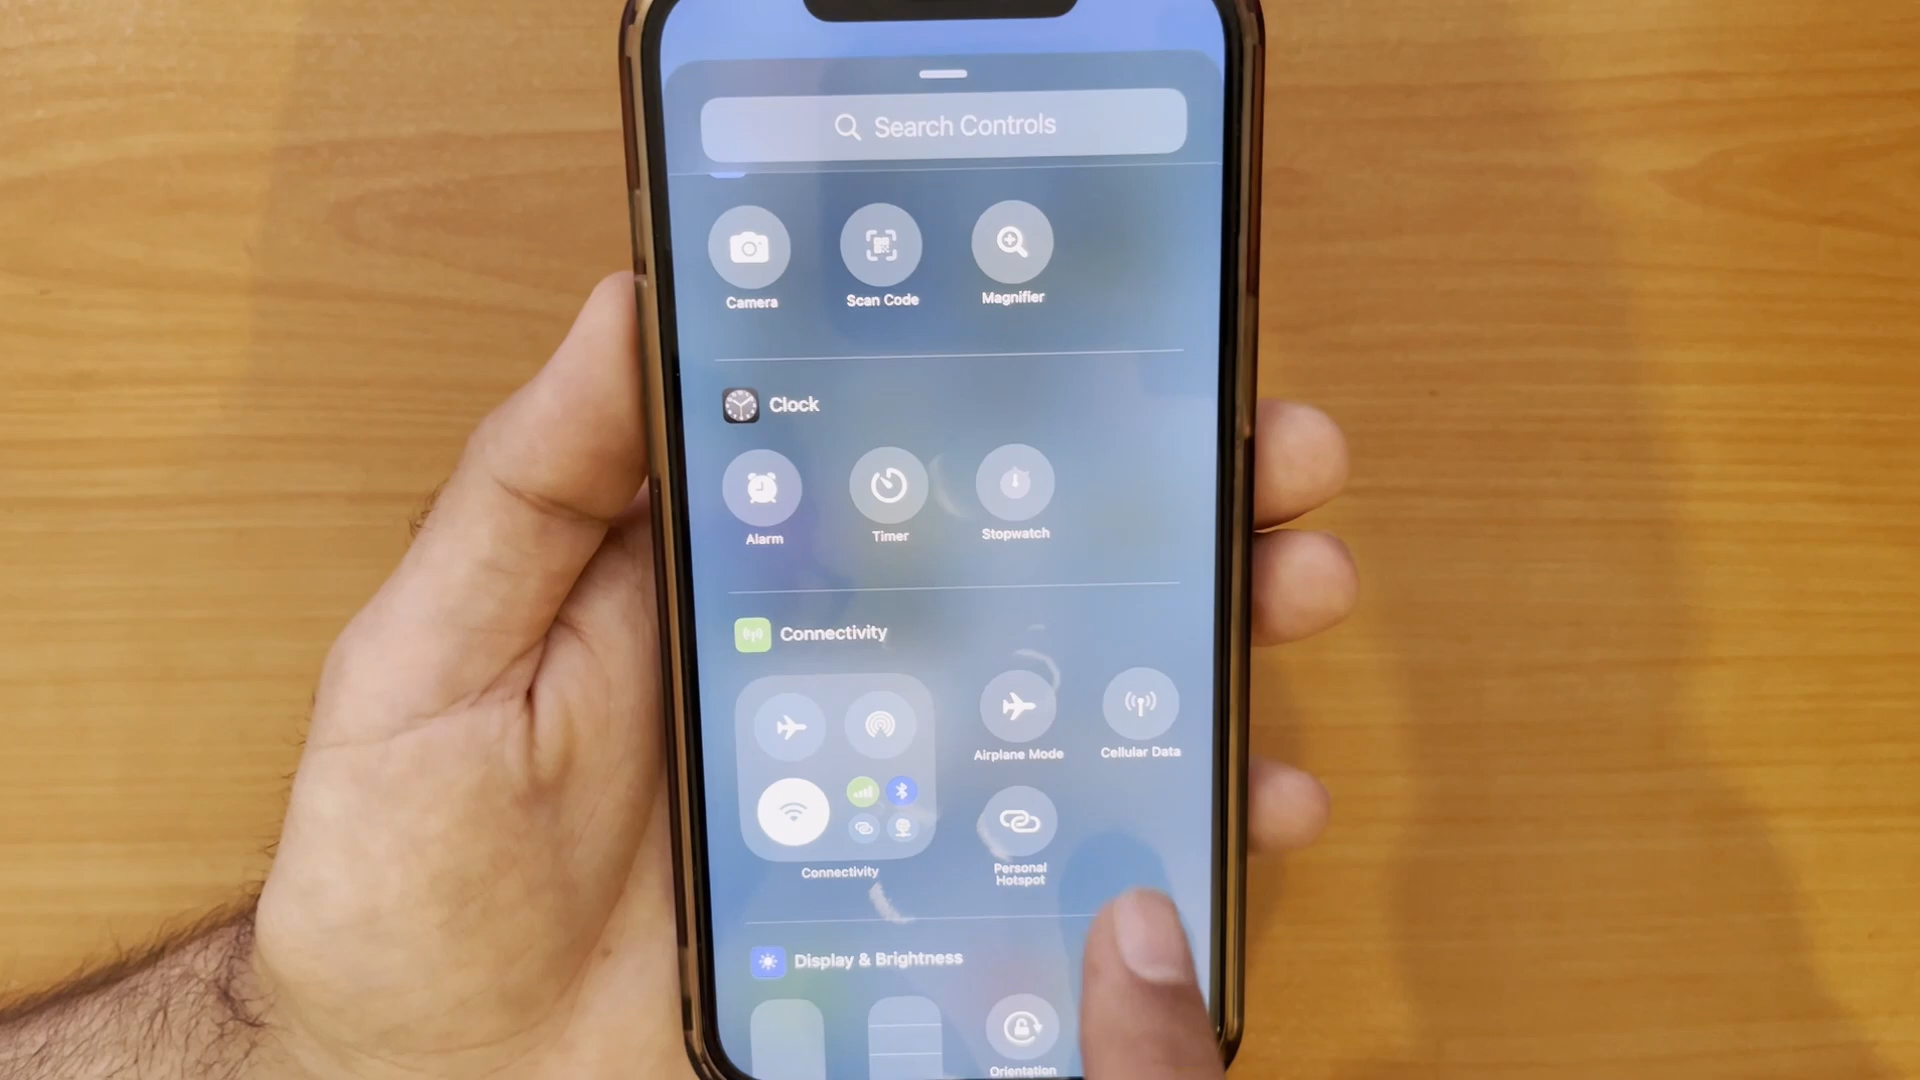 Search Controls
Camera
Scan Code
Magnifier
Clock
Alarm
Timer
Stopwatch
Connectivity
Airplane Mode
Cellular Data
Connectivity
Personal
Hotspot
Display & Brightness
Orientation